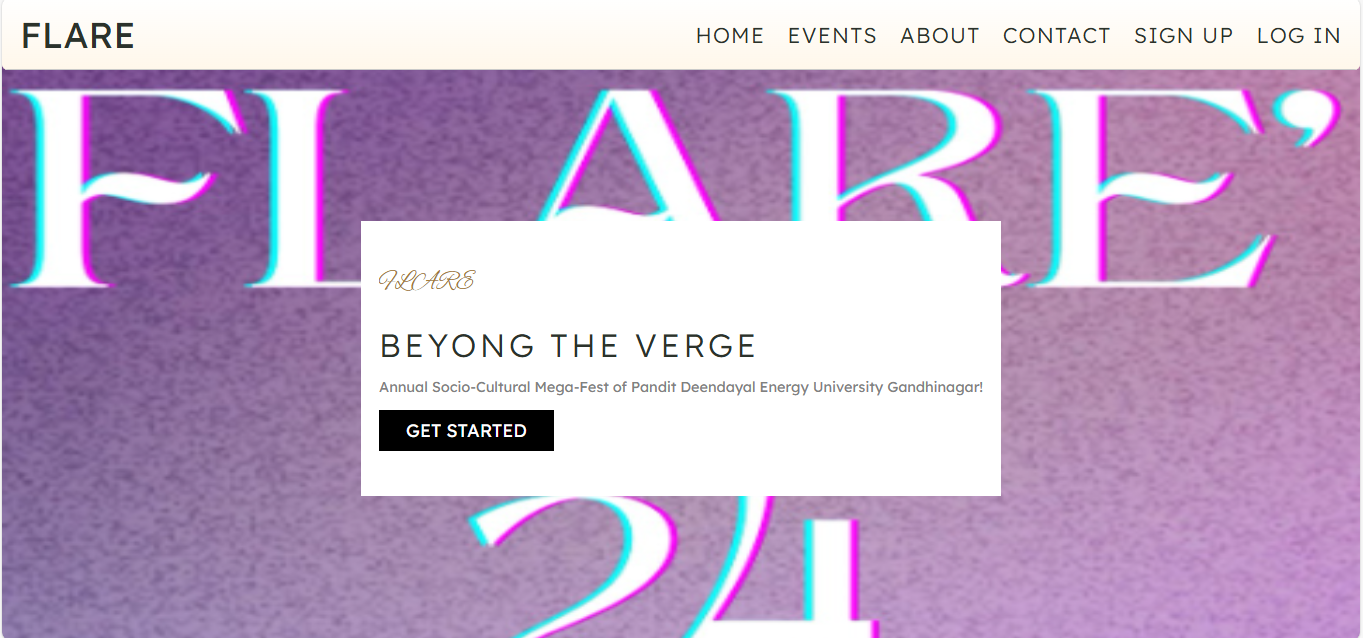 FLARE
HOME EVENTS ABOUT CONTACT SIGN UP LOG IN
FLARE'
FLARE
BEYONG THE VERGE
Annual Socio-Cultural Mega-Fest of Pandit Deendayal Energy University Gandhinagar!
GET STARTED
24